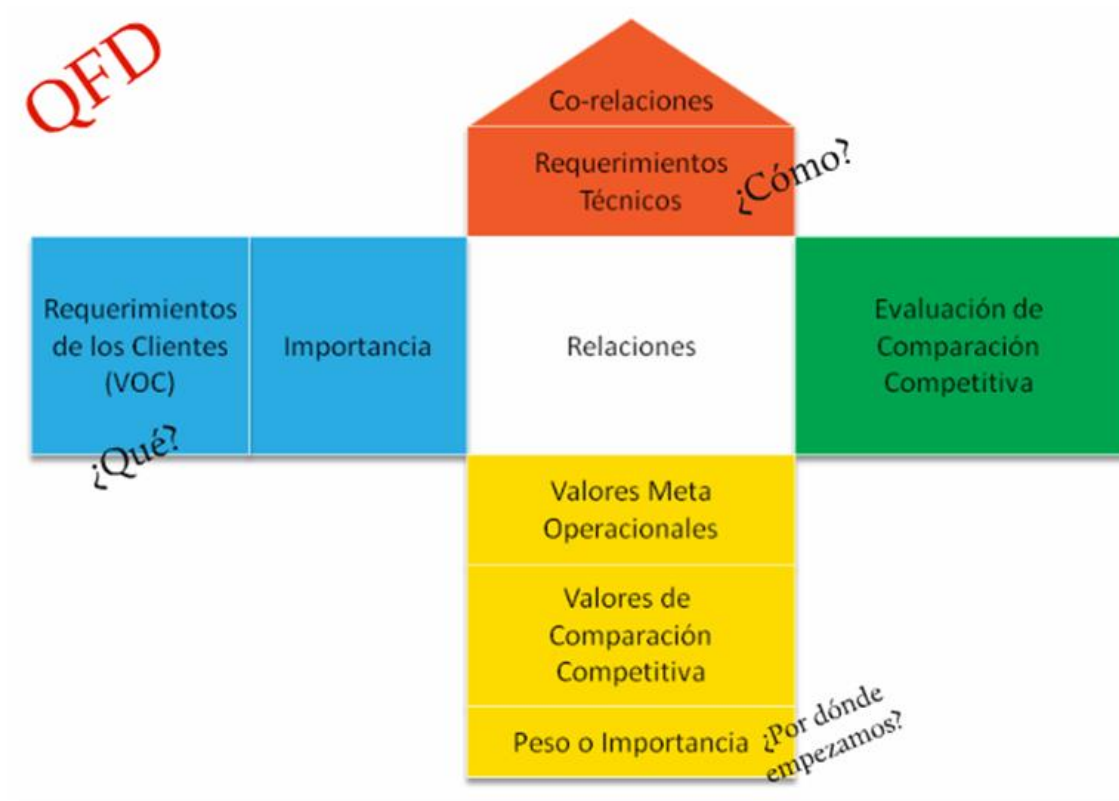 QFD
Co-relaciones
Requerimientos
Técnicos
¿Cómo?
Requerimientos
de los Clientes
(VOC)
¿Qué?
Importancia
Relaciones
Evaluación de
Comparación
Competitiva
Valores Meta
Operacionales
Valores de
Comparación
Competitiva
Peso o Importancia
¿Por dónde
empezamos?